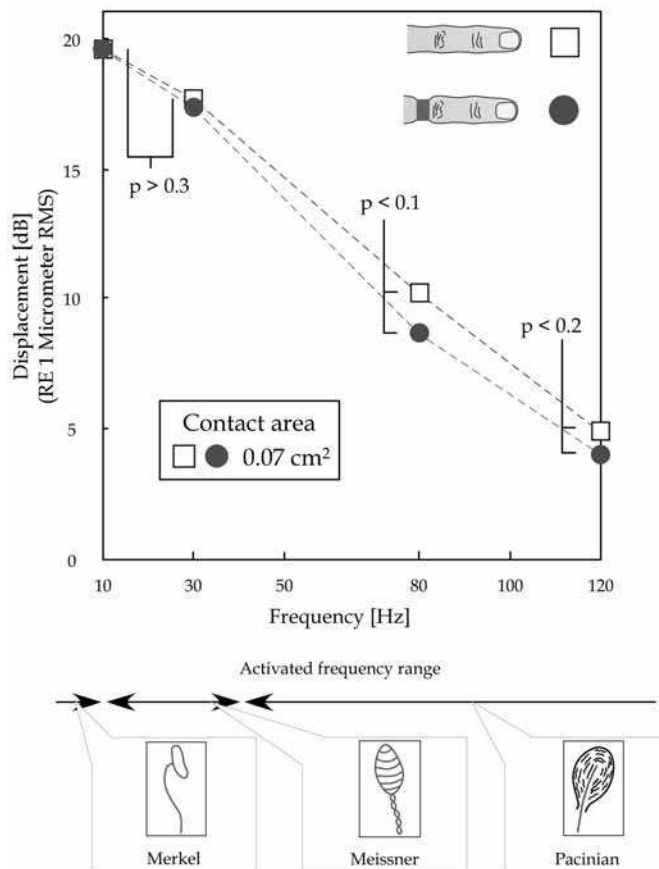 20
15
10
5
0
Displacement [dB]
(RE 1 Micrometer RMS)
p > 0.3
p < 0.1
p < 0.2
Contact area
0.07 cm²
10 30 50 80 100 120
Frequency [Hz]
Activated frequency range
Merkel Meissner Pacinian